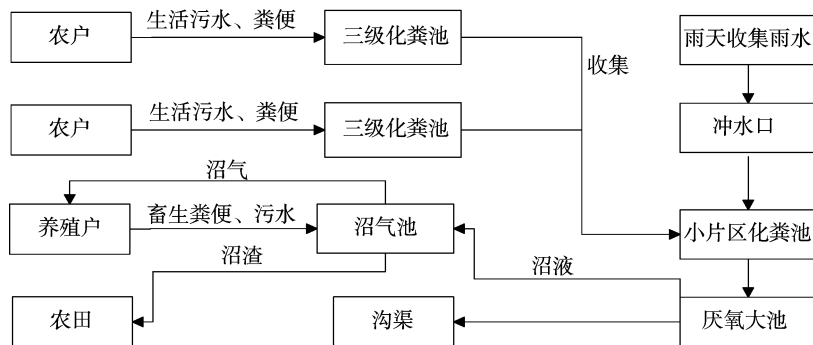 农户
生活污水、粪便
三级化粪池
收集
雨天收集雨水
农户
生活污水、粪便
三级化粪池
冲水口
沼气
养殖户
畜生粪便、污水
沼气池
小片区化粪池
沼渣
沼液
农田
沟渠
厌氧大池